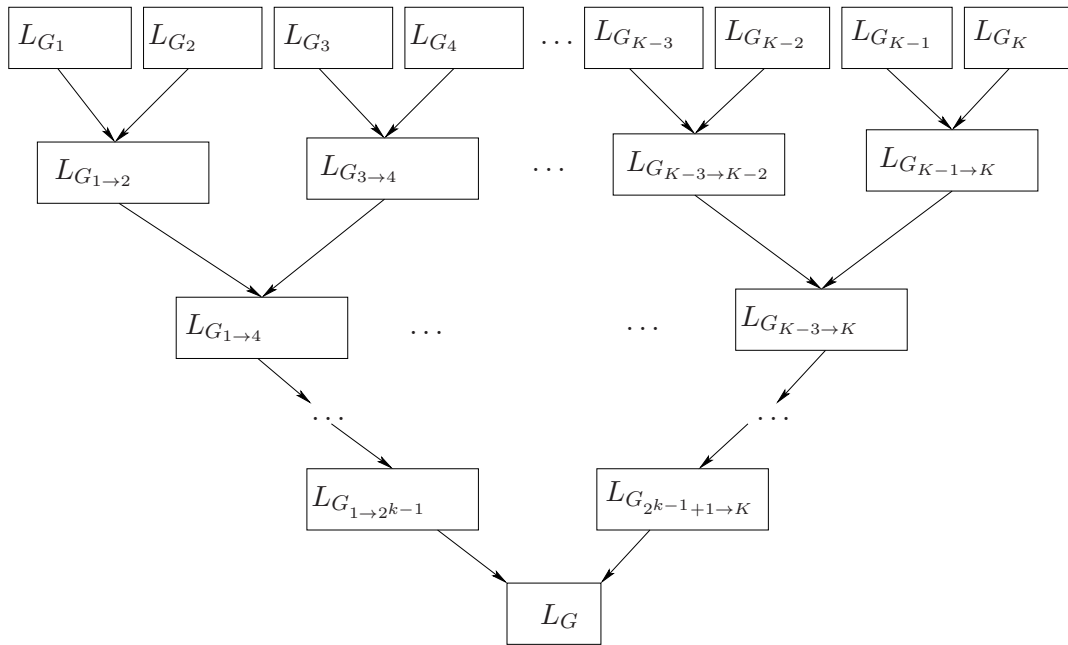 L_{G_1} L_{G_2} L_{G_3} L_{G_4} ... L_{G_{K-3}} L_{G_{K-2}} L_{G_{K-1}} L_{G_K}
L_{G_{1→2}} L_{G_{3→4}} ... L_{G_{K-3→K-2}} L_{G_{K-1→K}}
L_{G_{1→4}} ... ... L_{G_{K-3→K}}
... ...
L_{G_{1→2^{k-1}}} L_{G_{2^{k-1}+1→K}}
L_G